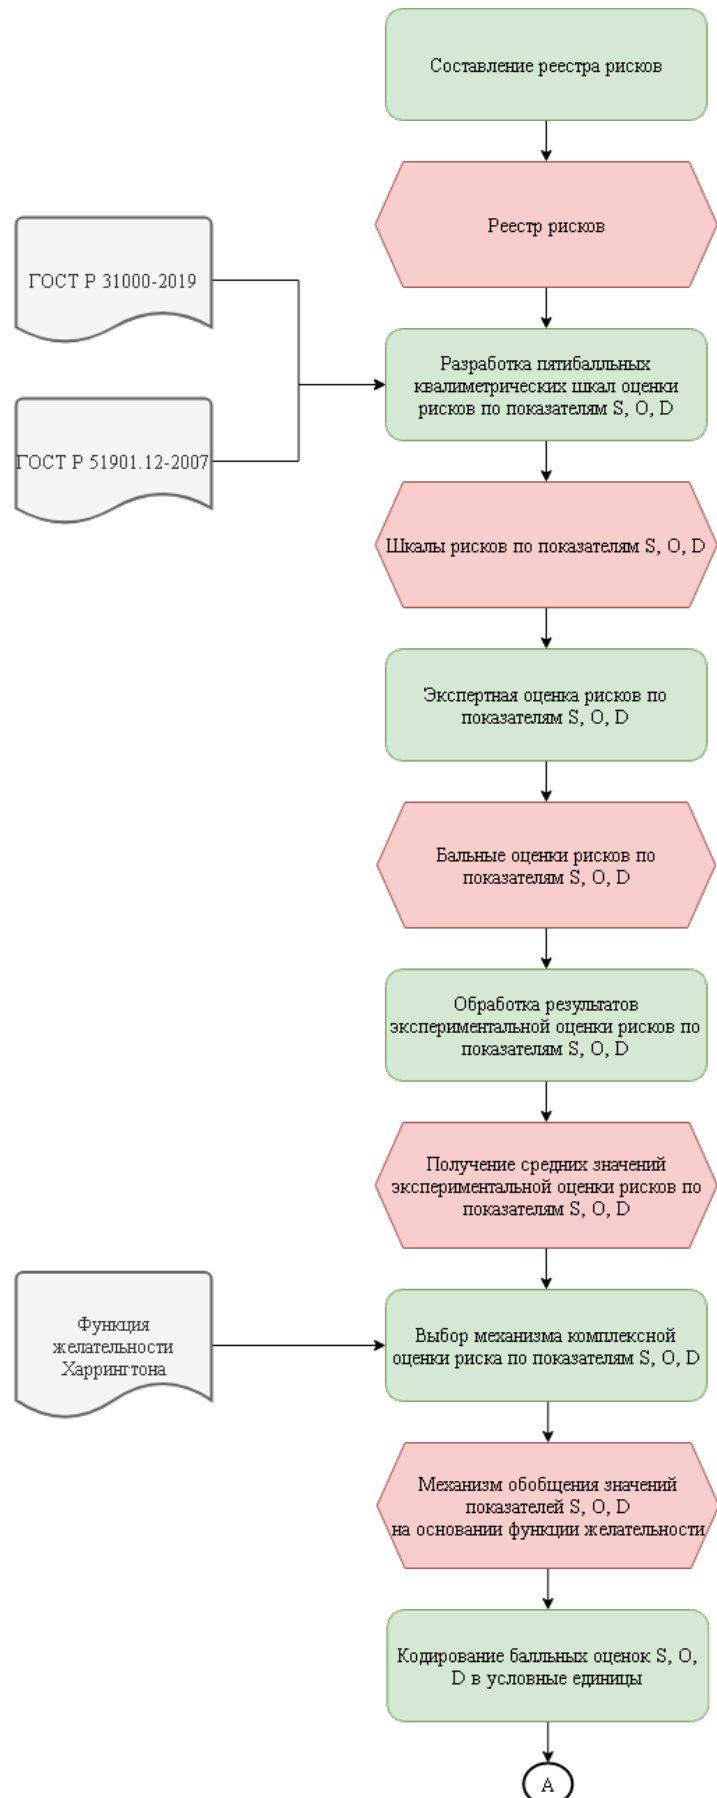 Составление реестра рисков
Реестр рисков
ГОСТ Р 31000-2019
Разработка пятибалльных
квалиметрических шкал оценки
рисков по показателям S, O, D
ГОСТ Р 51901.12-2007
Шкалы рисков по показателям S, O, D
Экспертная оценка рисков по
показателям S, O, D
Бальные оценки рисков по
показателям S, O, D
Обработка результатов
экспериментальной оценки рисков по
показателям S, O, D
Получение средних значений
экспериментальной оценки рисков по
показателям S, O, D
Функция
желательности
Харрингтона
Выбор механизма комплексной
оценки риска по показателям S, O, D
Механизм обобщения значений
показателей S, O, D
на основании функции желательности
Кодирование балльных оценок S, O,
D в условные единицы
А